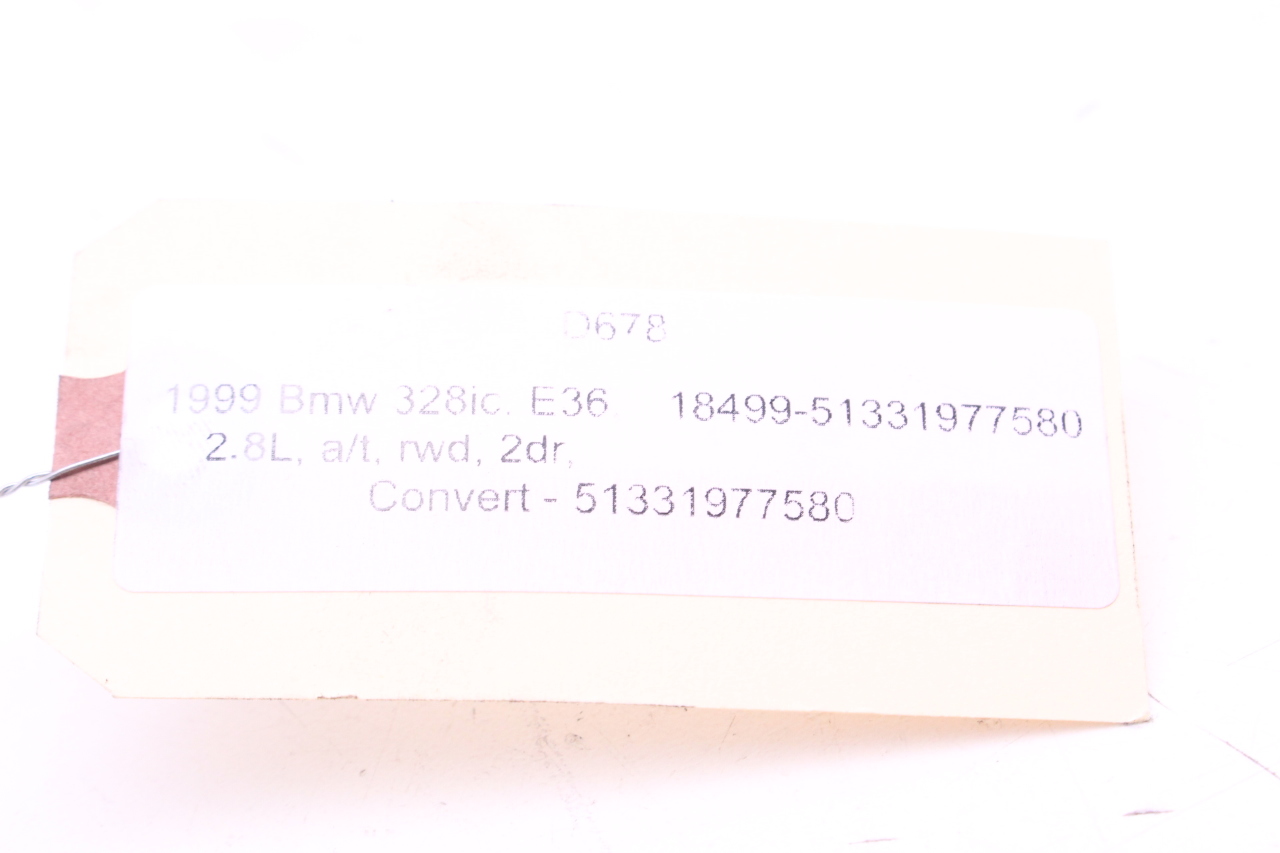 D678
1999 Bmw 328ic, E36 18499-51331977580
2.8L, a/t, rwd, 2dr,
Convert - 51331977580